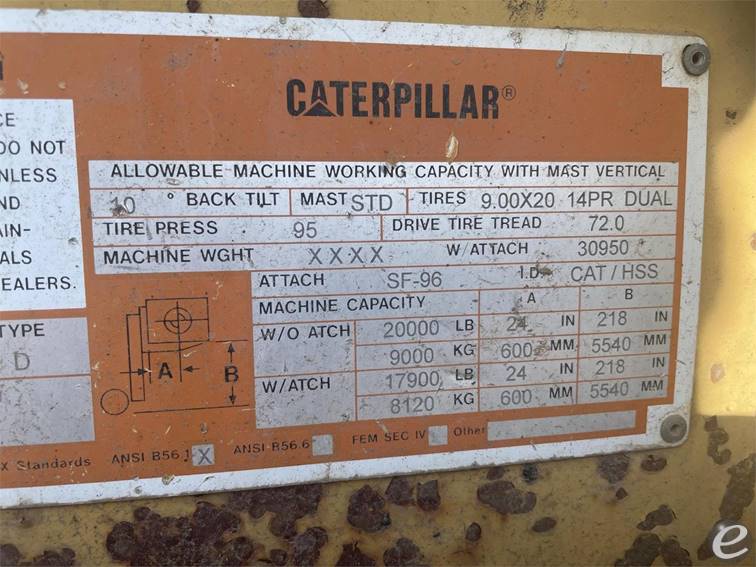 CATERPILLAR®
CE
DO NOT
NLESS
ND
AIN-
ALS
EALERS.
TYPE
D
ALLOWABLE MACHINE WORKING CAPACITY WITH MAST VERTICAL
10 ° BACK TILT MAST STD TIRES 9.00X20 14PR DUAL
TIRE PRESS 95 DRIVE TIRE TREAD 72.0
MACHINE WGHT XXXX W/ATTACH 30950
ATTACH SF-96 I.D. CAT/HSS
MACHINE CAPACITY A B
W/O ATCH 20000 LB 24 IN 218 IN
9000 KG 600 MM 5540 MM
W/ATCH 17900 LB 24 IN 218 IN
8120 KG 600 MM 5540 MM
A B
X Standards ANSI B56.1 X ANSI B56.6 FEM SEC IV Other
e